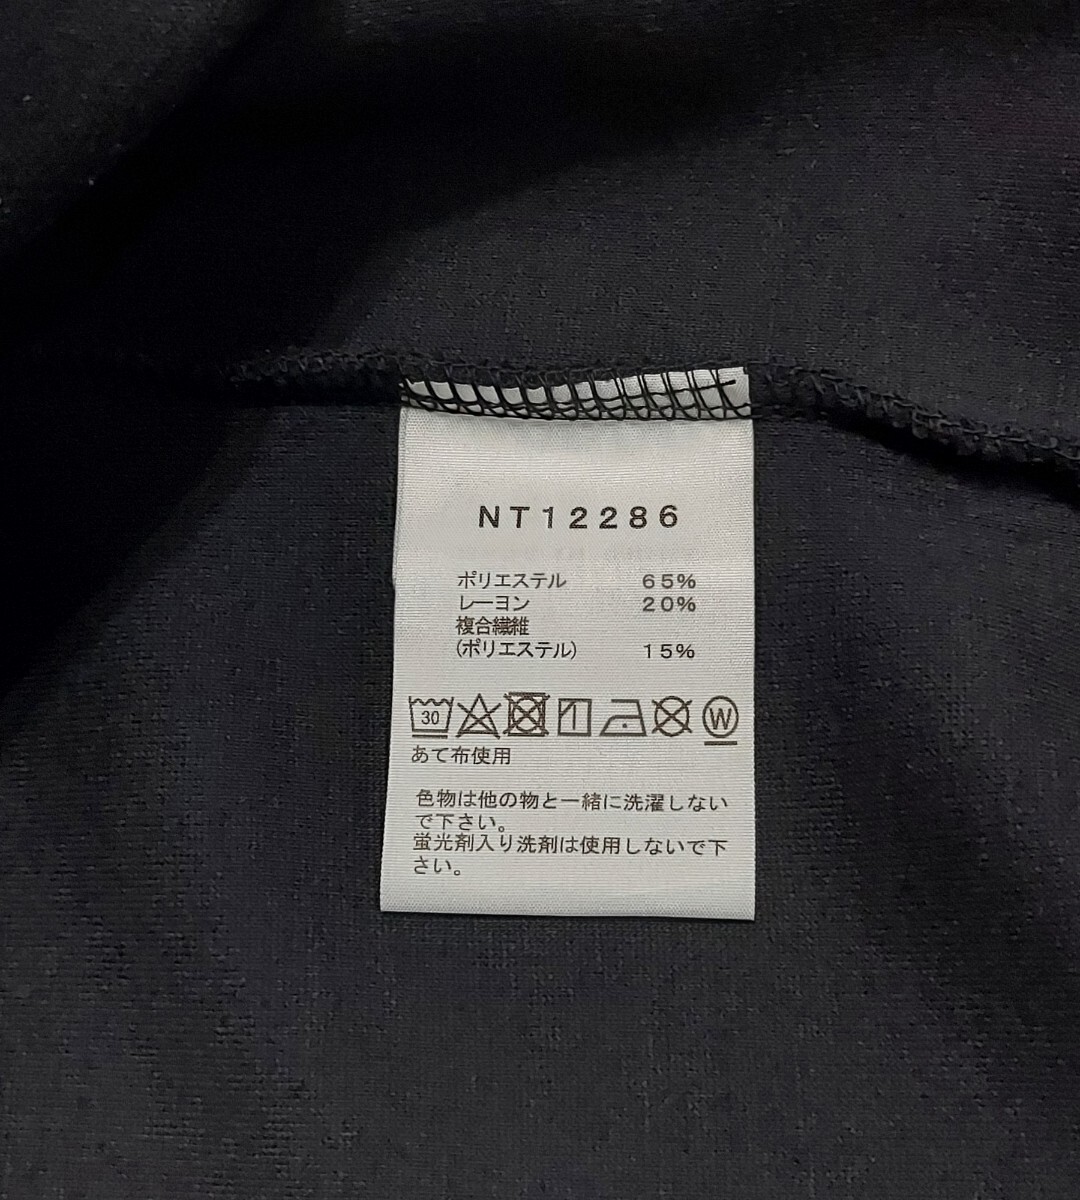 NT12286
ポリエステル 65%
レーヨン 20%
複合繊維
(ポリエステル) 15%
30 W
あて布使用
色物は他の物と一緒に洗濯しない
で下さい。
蛍光剤入り洗剤は使用しないで下
さい。